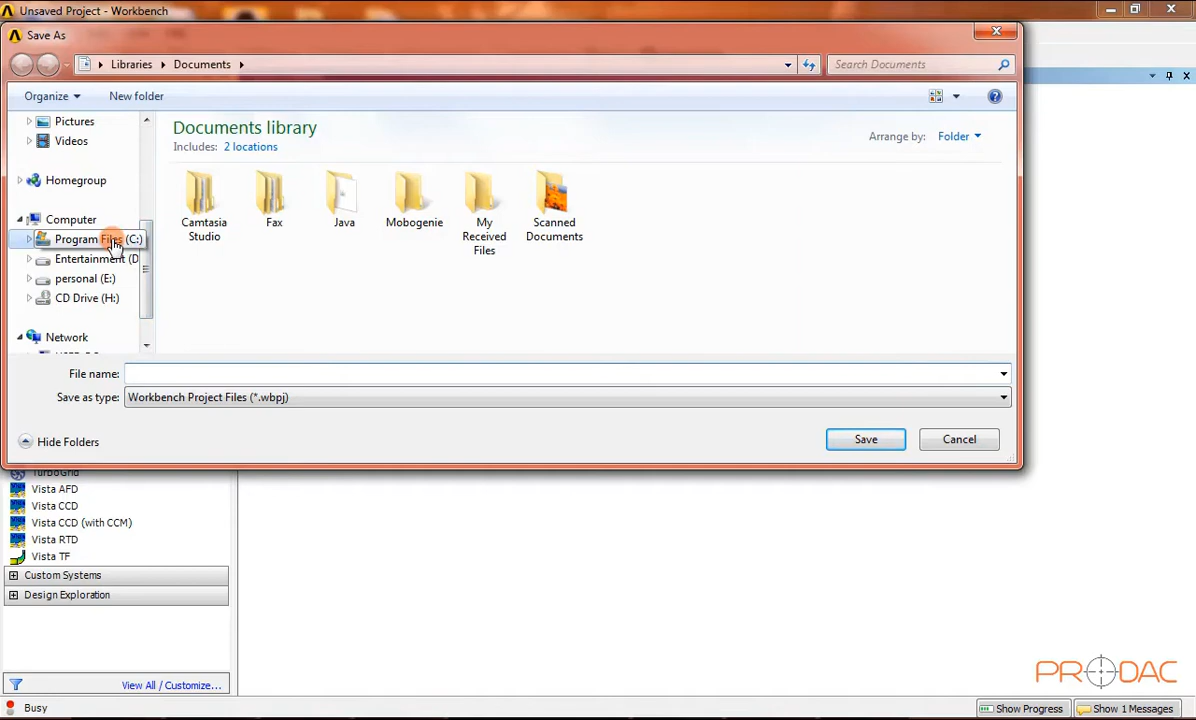 Unsaved Project - Workbench
Save As
Libraries
Documents
Search Documents
Organize
New folder
Pictures
Videos
Homegroup
Computer
Program Files (C:)
Entertainment (D
personal (E:)
CD Drive (H:)
Network
Documents library
Includes: 2 locations
Arrange by: Folder
Camtasia
Studio
Fax
Java
Mobogenie
My
Received
Files
Scanned
Documents
File name:
Save as type: Workbench Project Files (*.wbpj)
Hide Folders
Save
Cancel
TurboGrid
Vista AFD
Vista CCD
Vista CCD (with CCM)
Vista RTD
Vista TF
Custom Systems
Design Exploration
View All / Customize...
PRODAC
Busy
Show Progress
Show 1 Messages